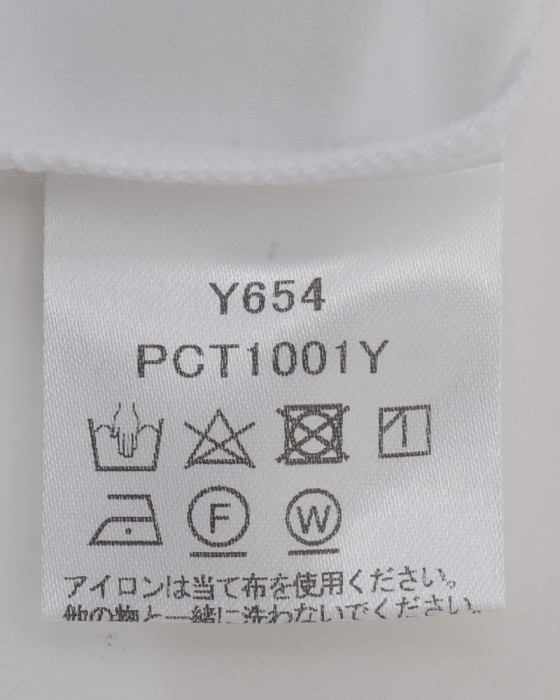 Y654
PCT1001Y
F W
アイロンは当て布を使用ください。
他の物と一緒に洗わないでください。